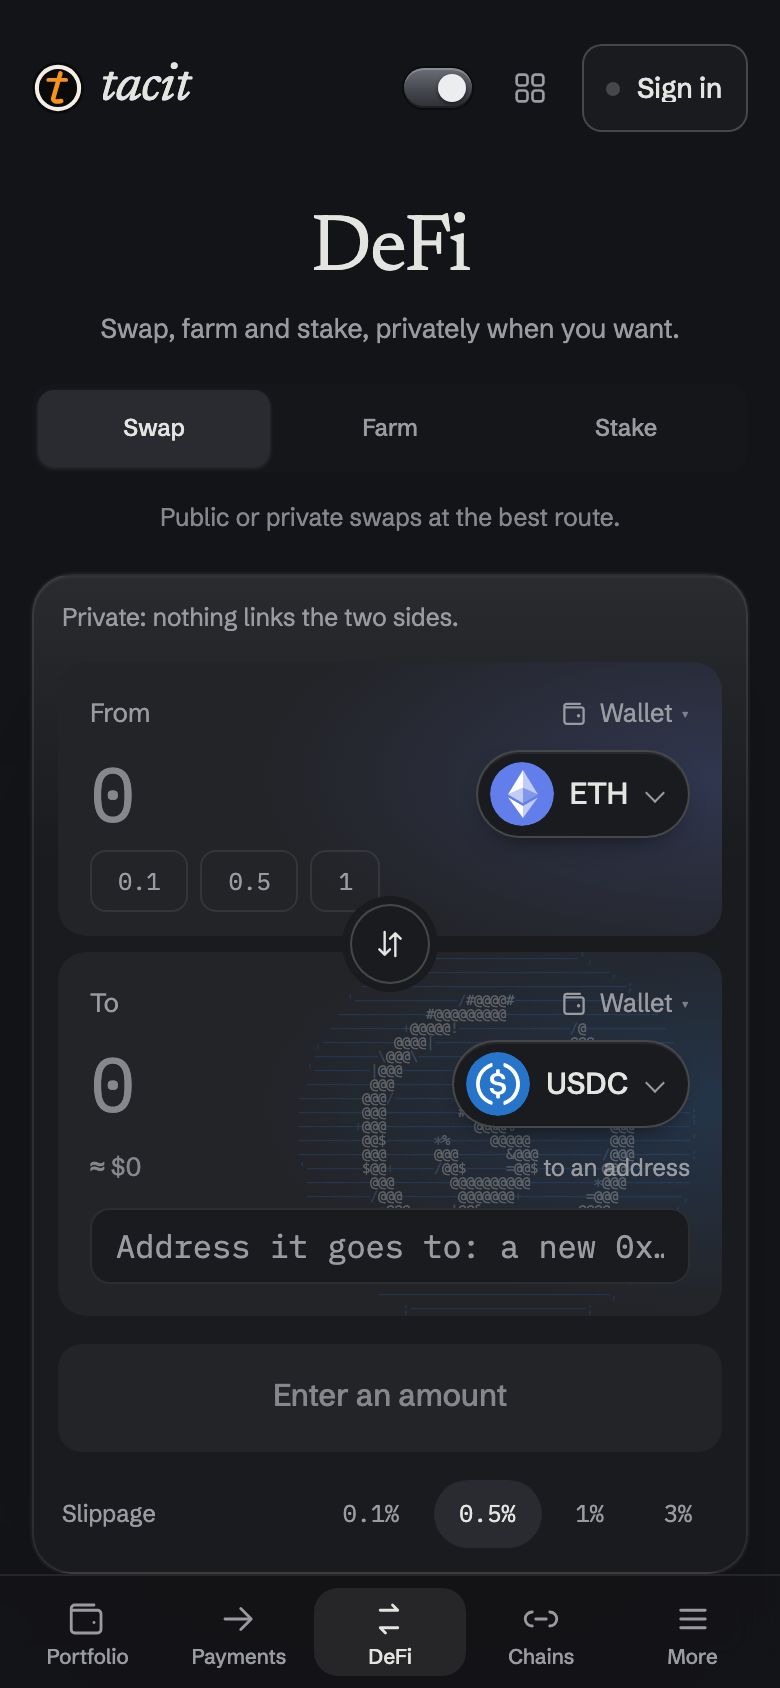 tacit
Sign in
DeFi
Swap, farm and stake, privately when you want.
Swap
Farm
Stake
Public or private swaps at the best route.
Private: nothing links the two sides.
From
Wallet
0
ETH
0.1
0.5
1
To
Wallet
0
USDC
≈ $0
to an address
Address it goes to: a new 0x…
Enter an amount
Slippage
0.1%
0.5%
1%
3%
Portfolio
Payments
DeFi
Chains
More